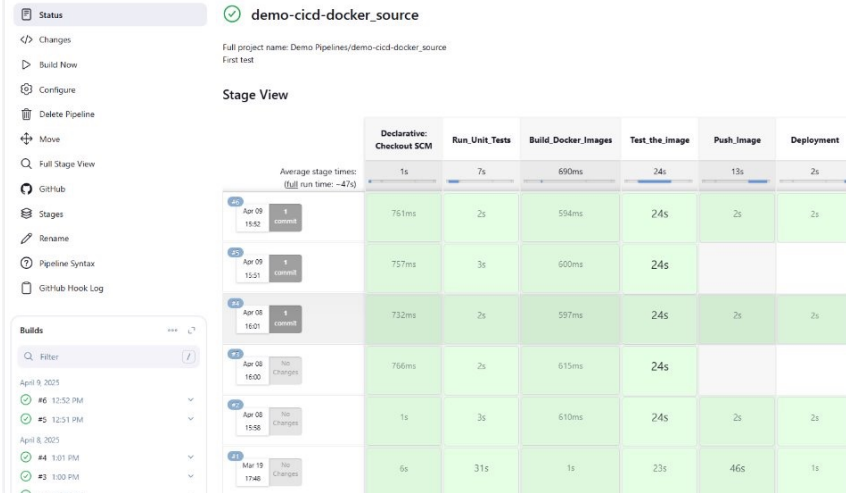 Status
Changes
Build Now
Configure
Delete Pipeline
Move
Full Stage View
GitHub
Stages
Rename
Pipeline Syntax
GitHub Hook Log
Builds
Filter /
April 9, 2025
#6 12:52 PM
#5 12:51 PM
April 8, 2025
#4 1:01 PM
#3 1:00 PM
demo-cicd-docker_source
Full project name: Demo Pipelines/demo-cicd-docker_source
First test
Stage View
Declarative: Checkout SCM Run_Unit_Tests Build_Docker_Images Test_the_image Push_Image Deployment
Average stage times: 1s 7s 690ms 24s 13s 2s
(full run time: ~47s)
#6
Apr 09 15:52 1 commit 761ms 2s 594ms 24s 2s 2s
#5
Apr 09 15:51 1 commit 757ms 3s 600ms 24s
#4
Apr 08 16:01 1 commit 732ms 2s 597ms 24s 2s 2s
#3
Apr 08 16:00 No Changes 766ms 2s 615ms 24s
#2
Apr 08 15:58 No Changes 1s 3s 610ms 24s 2s 2s
#1
Mar 19 17:46 No Changes 6s 31s 1s 23s 46s 1s